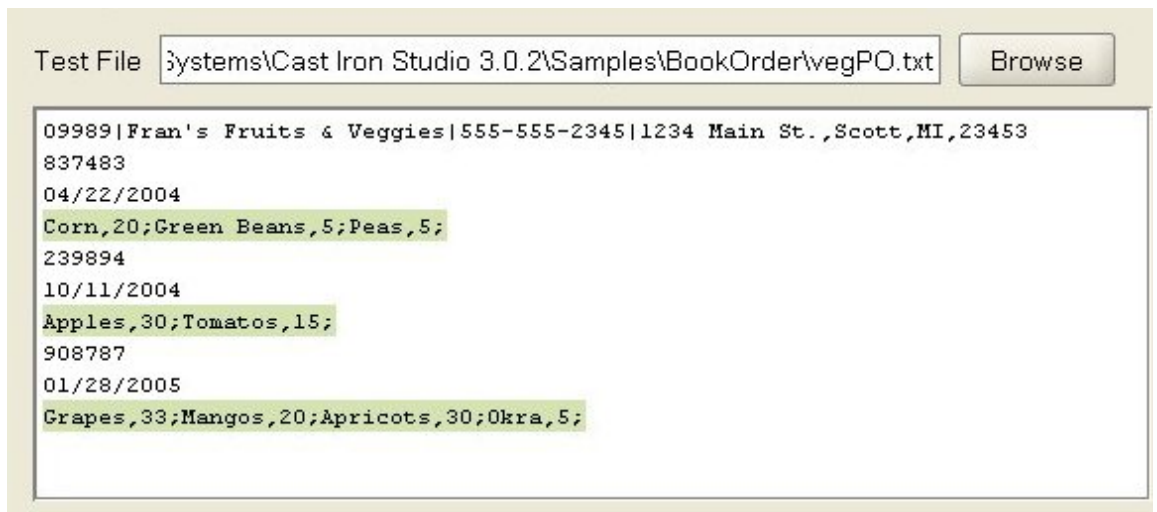 Test File ystems\Cast Iron Studio 3.0.2\Samples\BookOrder\vegPO.txt Browse
09989|Fran's Fruits & Veggies|555-555-2345|1234 Main St.,Scott,MI,23453
837483
04/22/2004
Corn,20;Green Beans,5;Peas,5;
239894
10/11/2004
Apples,30;Tomatos,15;
908787
01/28/2005
Grapes,33;Mangos,20;Apricots,30;Okra,5;